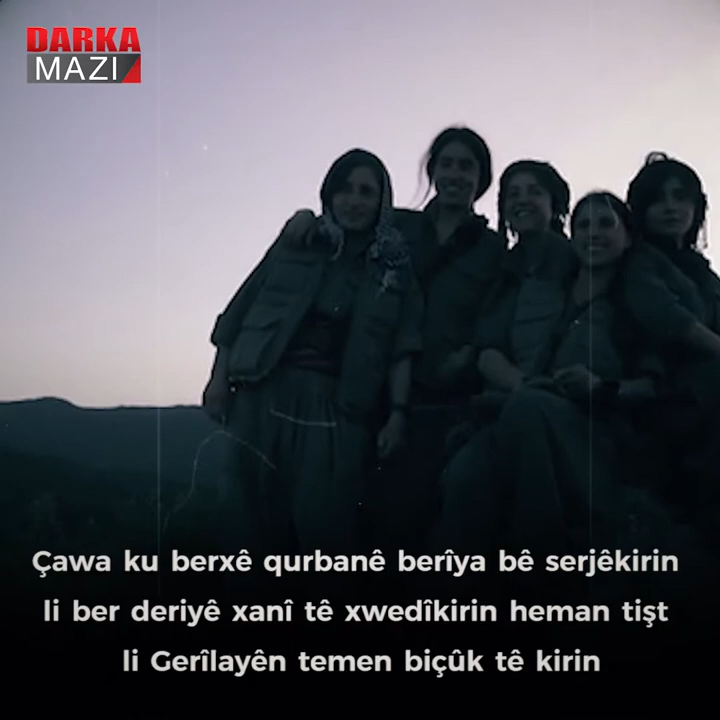 DARKA
MAZI
Çawa ku berxê qurbanê berîya bê serjêkirin
li ber deriyê xanî tê xwedîkirin heman tişt
li Gerîlayên temen biçûk tê kirin